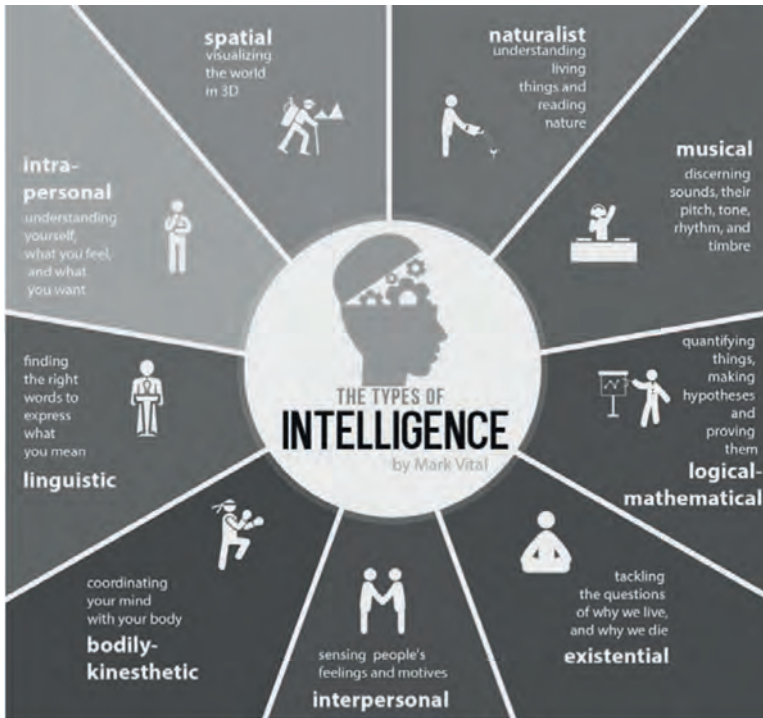 spatial
visualizing
the world
in 3D
naturalist
understanding
living
things and
reading
nature
musical
discerning
sounds, their
pitch, tone,
rhythm, and
timbre
quantifying
things,
making
hypotheses
and
proving
them
logical-
mathematical
tackling
the questions
of why we live,
and why we die
existential
sensing people's
feelings and motives
interpersonal
coordinating
your mind
with your body
bodily-
kinesthetic
finding
the right
words to
express
what
you mean
linguistic
intra-
personal
understanding
yourself,
what you feel,
and what
you want
THE TYPES OF
INTELLIGENCE
by Mark Vital